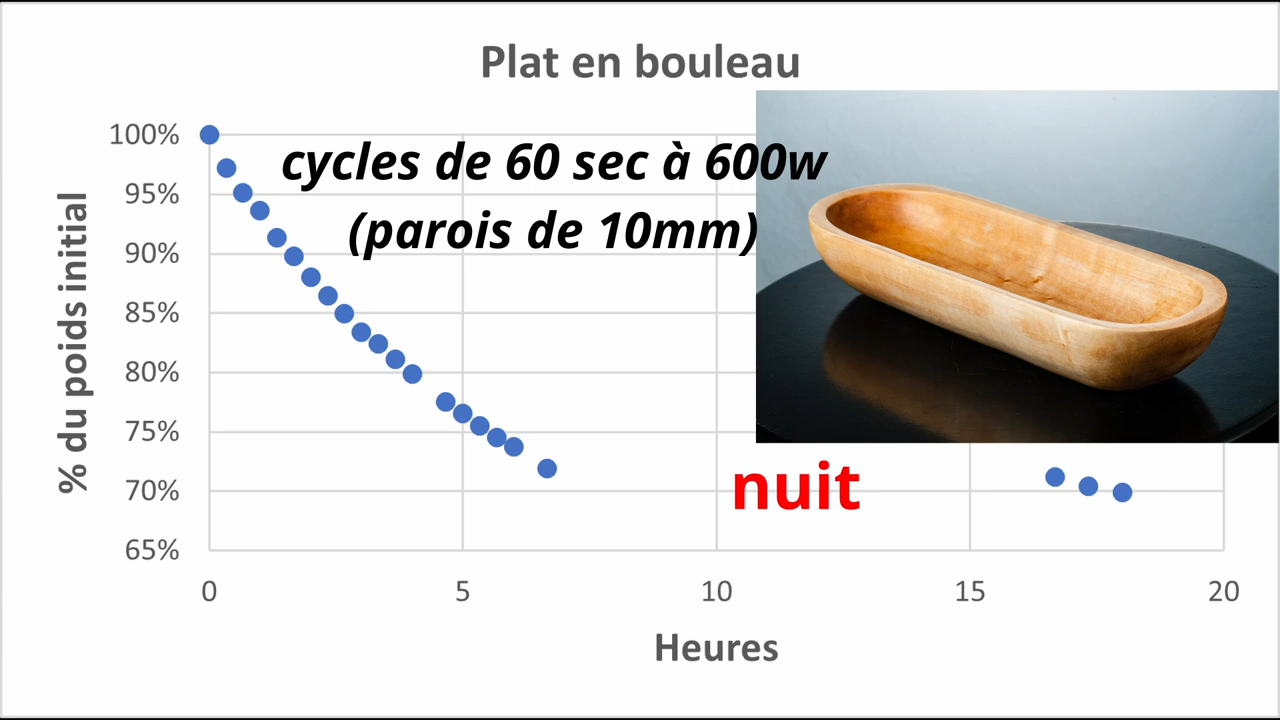 Plat en bouleau
cycles de 60 sec à 600w
(parois de 10mm)
nuit
% du poids initial
100%
95%
90%
85%
80%
75%
70%
65%
0 5 10 15 20
Heures